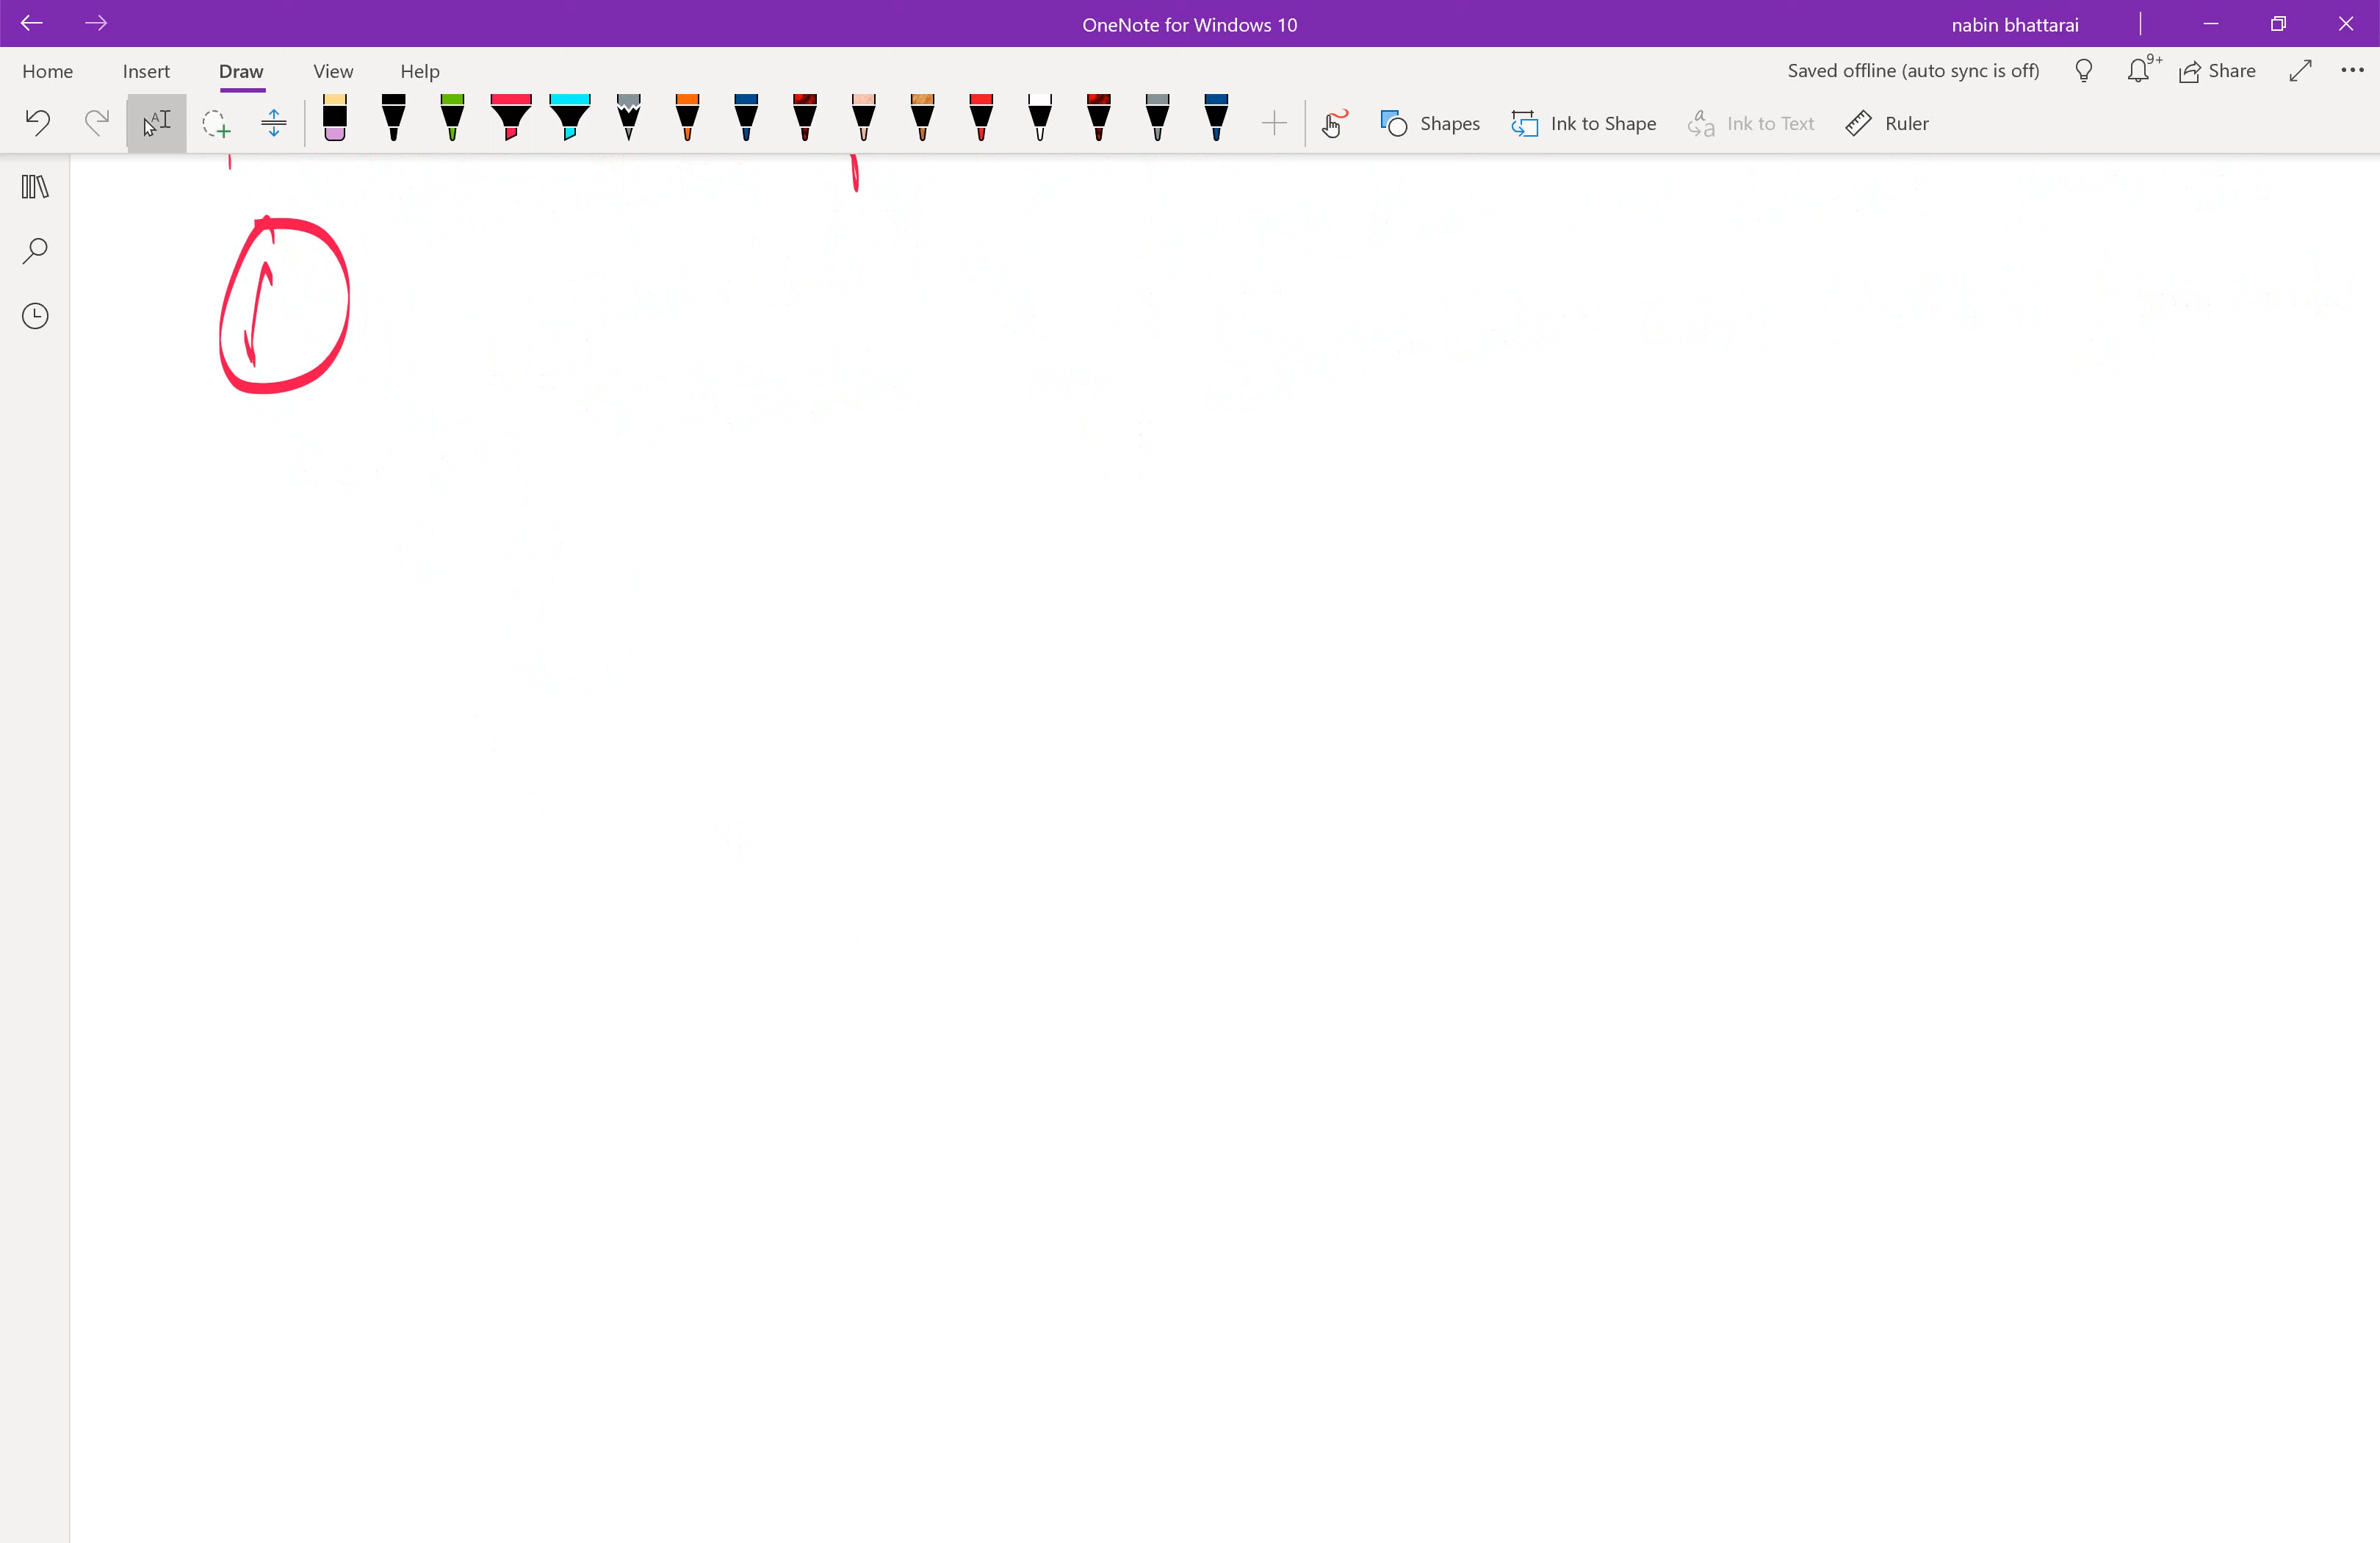 OneNote for Windows 10
nabin bhattarai
Home Insert Draw View Help
Saved offline (auto sync is off)
9+
Share
Shapes
Ink to Shape
Ink to Text
Ruler